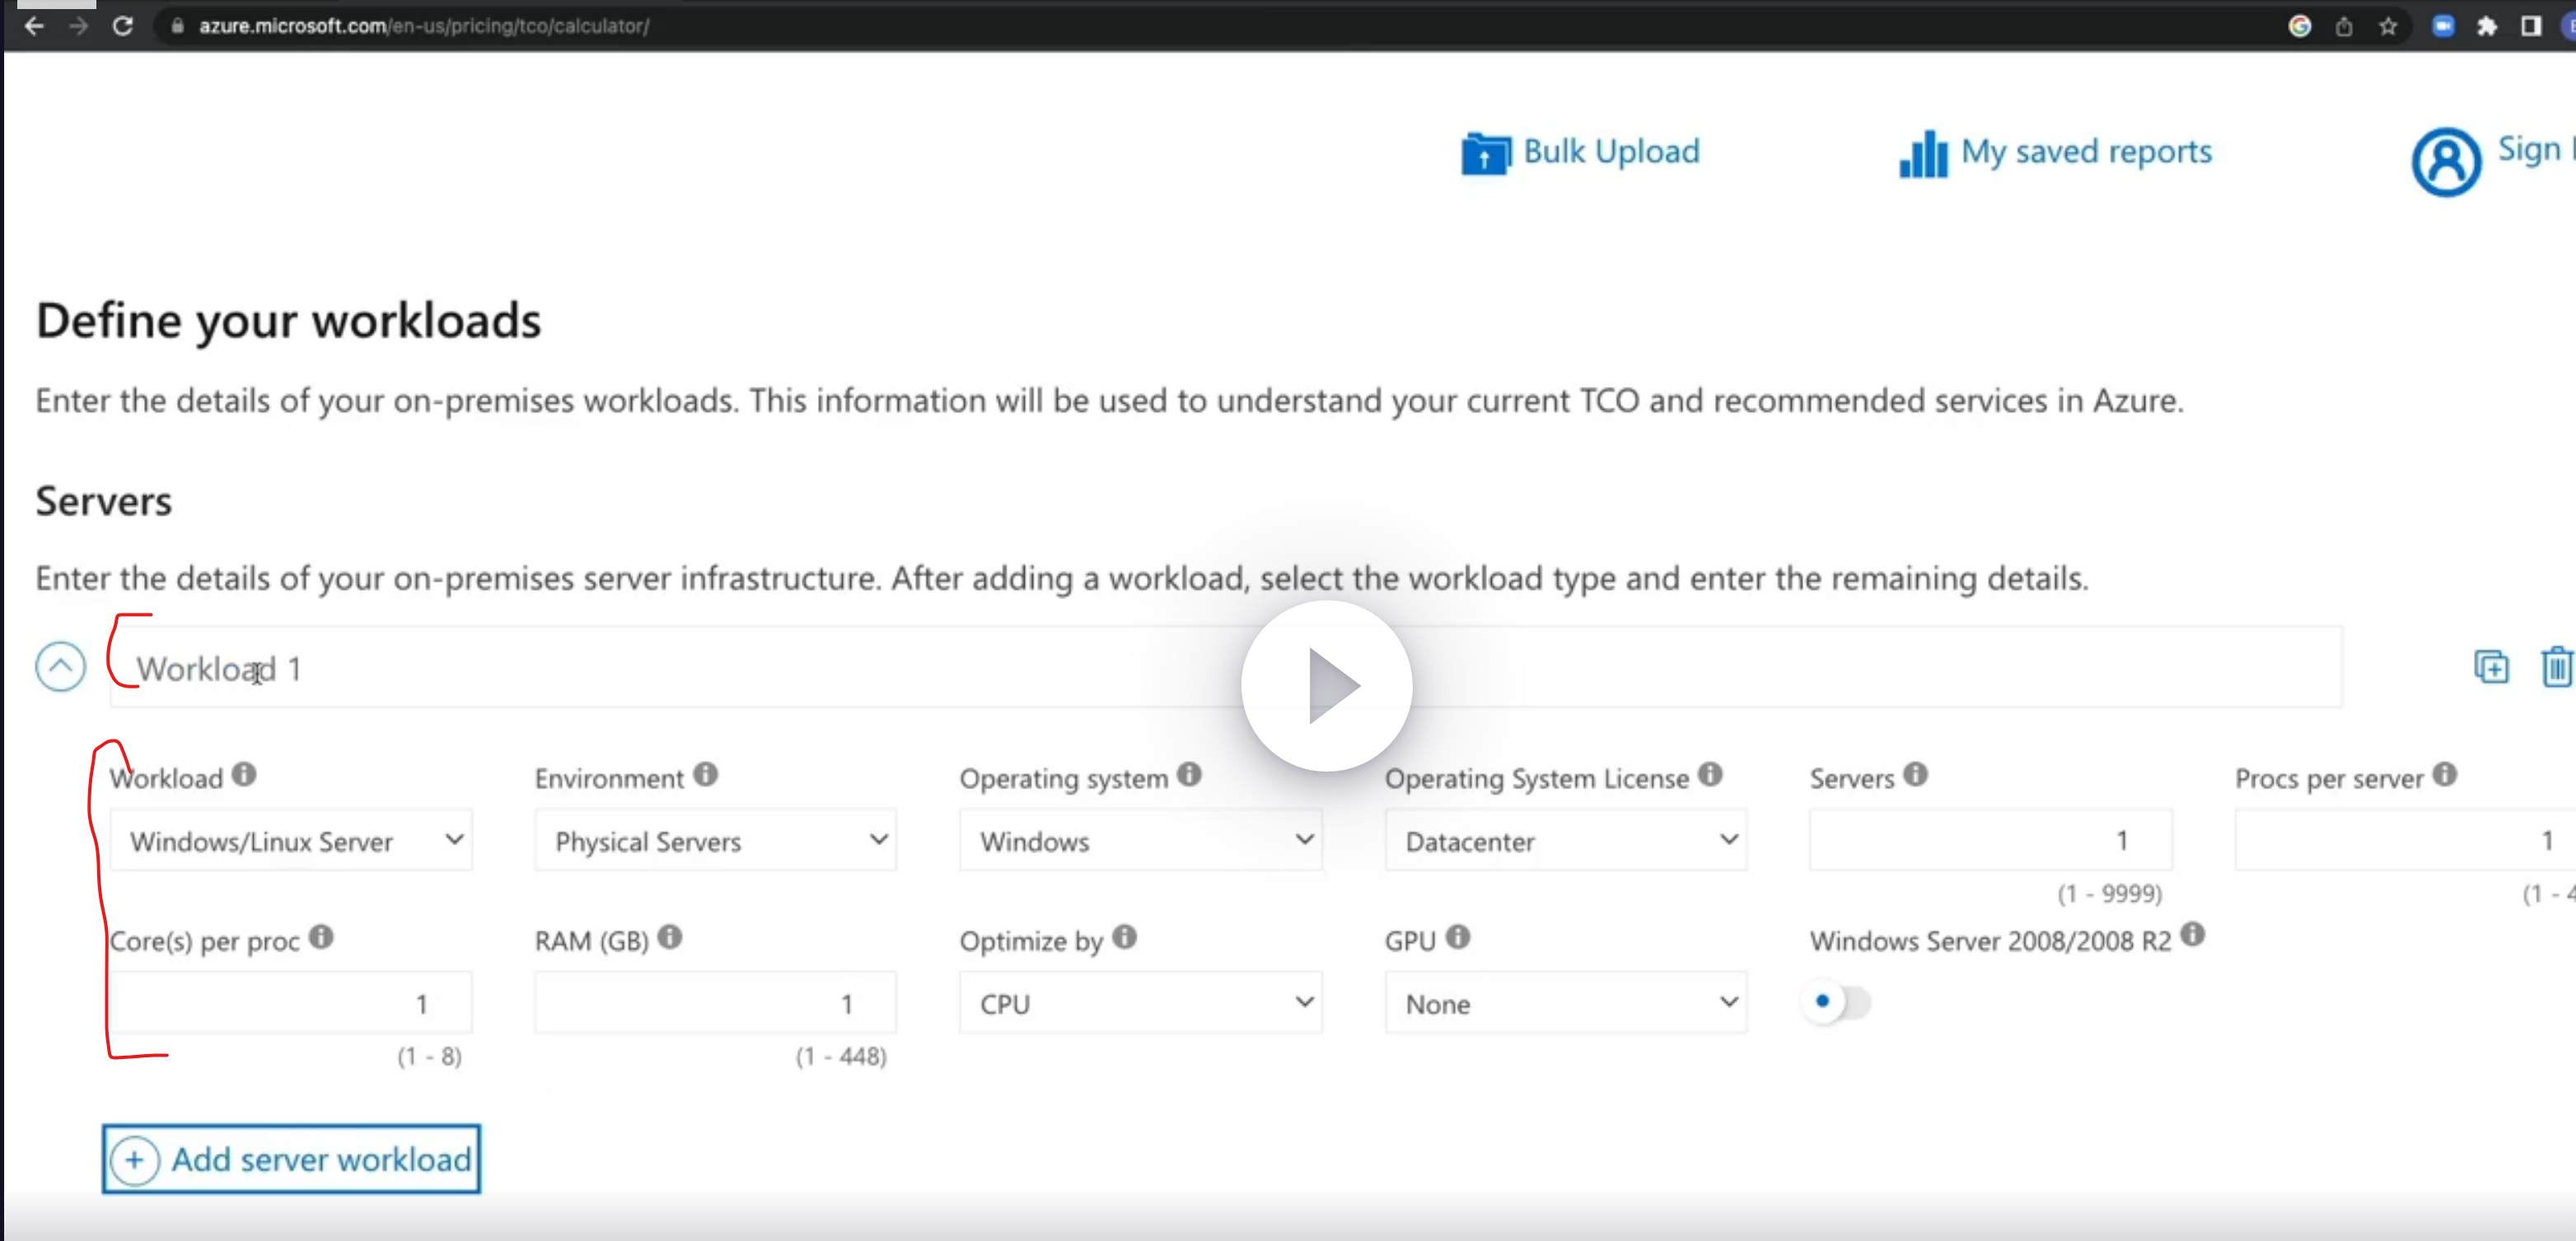 azure.microsoft.com/en-us/pricing/tco/calculator/
Bulk Upload
My saved reports
Sign
Define your workloads
Enter the details of your on-premises workloads. This information will be used to understand your current TCO and recommended services in Azure.
Servers
Enter the details of your on-premises server infrastructure. After adding a workload, select the workload type and enter the remaining details.
Workload 1
Workload Environment Operating system Operating System License Servers Procs per server
Windows/Linux Server Physical Servers Windows Datacenter 1 1
(1 - 9999) (1 - 4
Core(s) per proc RAM (GB) Optimize by GPU Windows Server 2008/2008 R2
1 1 CPU None
(1 - 8) (1 - 448)
+ Add server workload